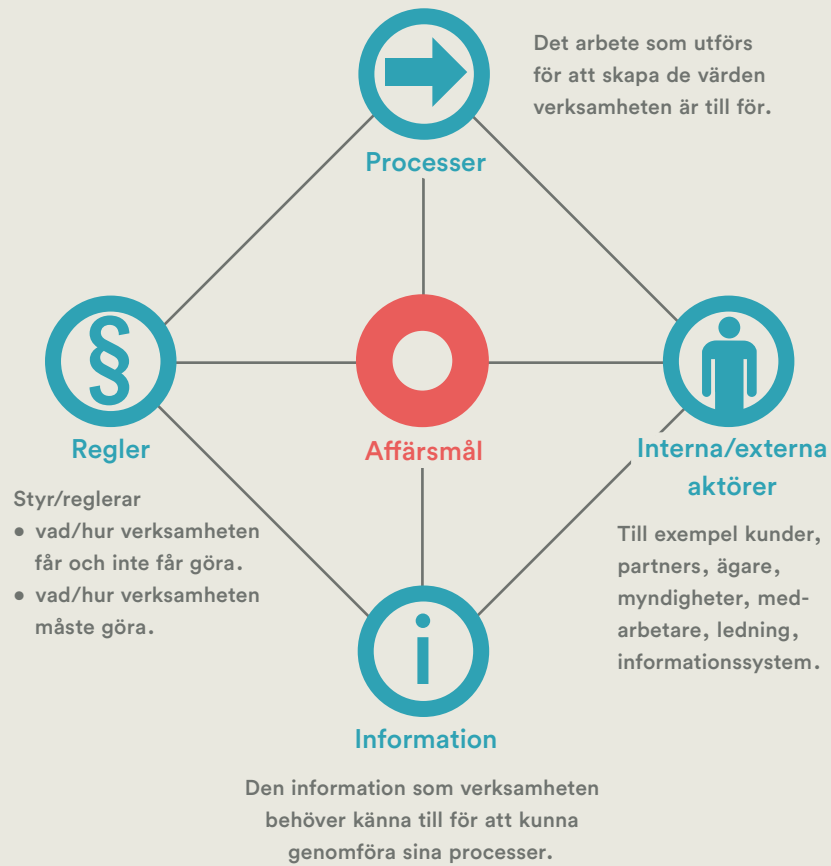 Det arbete som utförs
för att skapa de värden
verksamheten är till för.
Processer
§
Regler
Styr/reglerar
• vad/hur verksamheten
får och inte får göra.
• vad/hur verksamheten
måste göra.
Affärsmål
Interna/externa
aktörer
Till exempel kunder,
partners, ägare,
myndigheter, med-
arbetare, ledning,
informationssystem.
i
Information
Den information som verksamheten
behöver känna till för att kunna
genomföra sina processer.